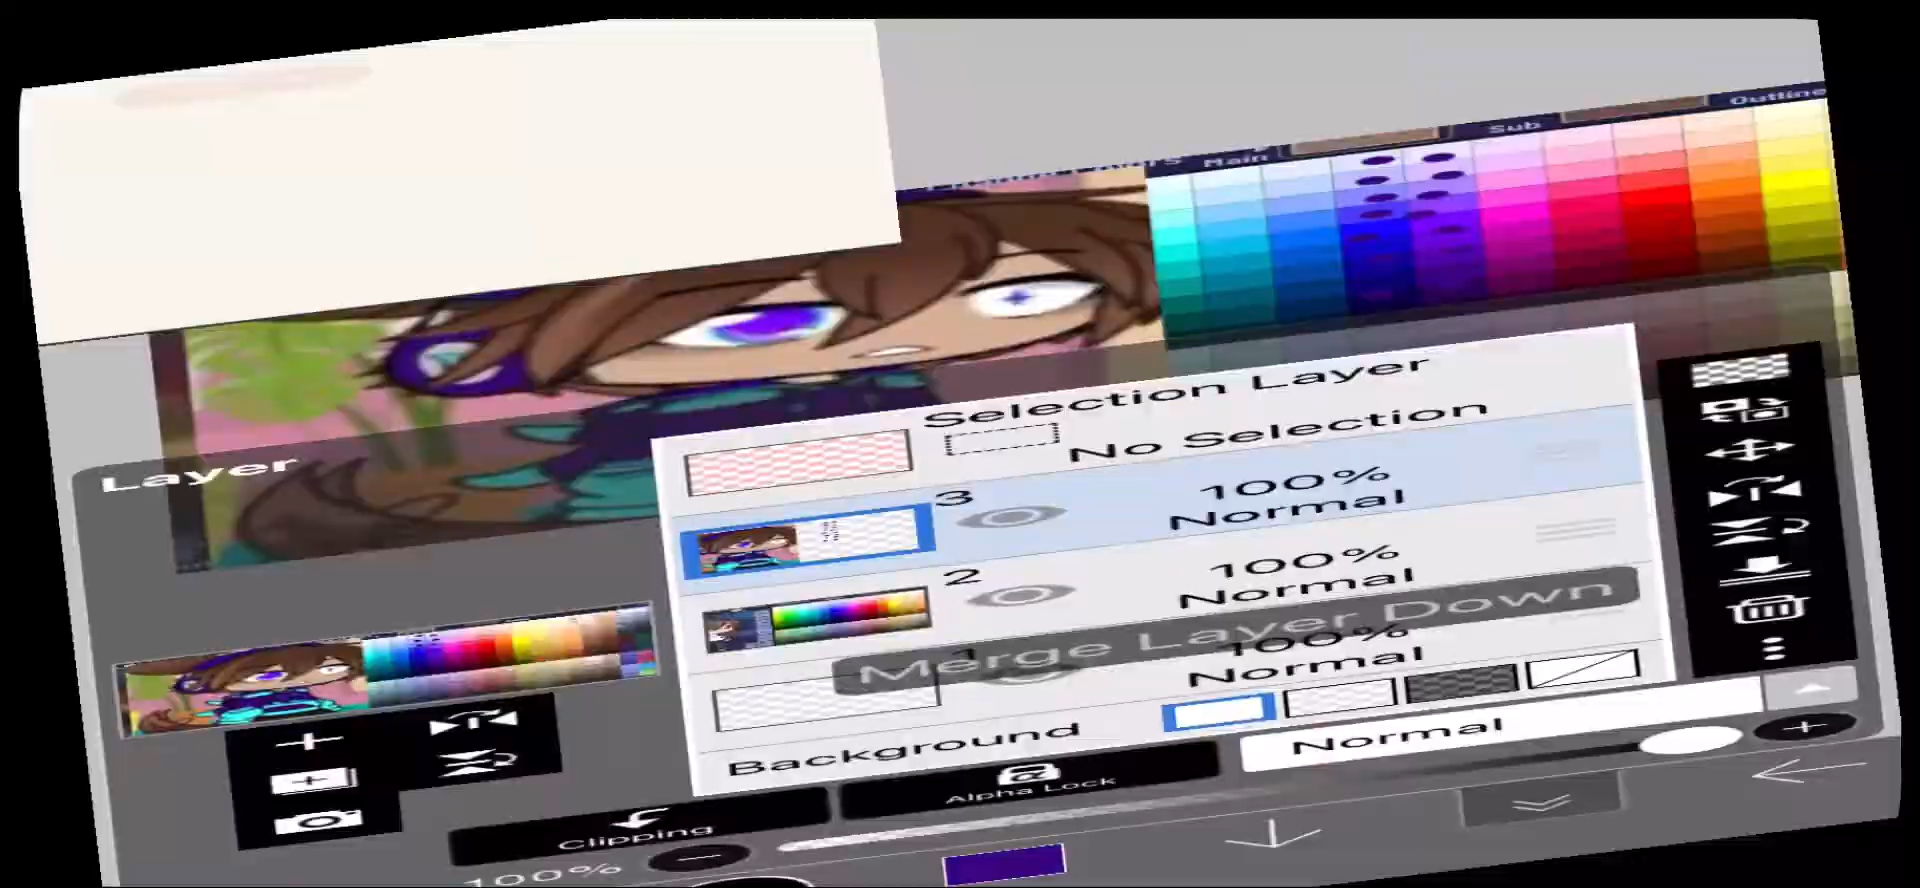 Outline
Sub
Main
Layer
Selection Layer
No Selection
3
100%
Normal
2
100%
Normal
Merge Layer Down
1
100%
Normal
Background
Normal
Alpha Lock
Clipping
100%